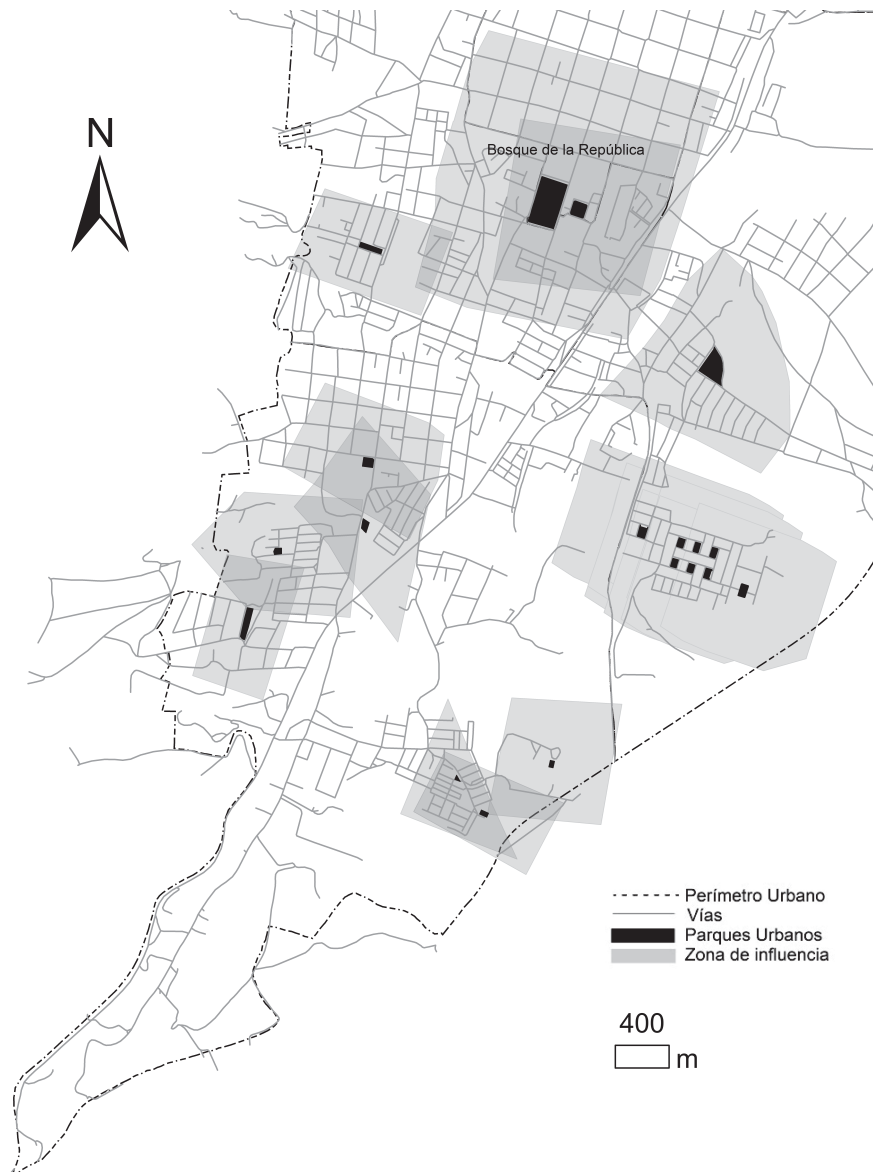 N
Bosque de la República
Perímetro Urbano
Vías
Parques Urbanos
Zona de influencia
400
m